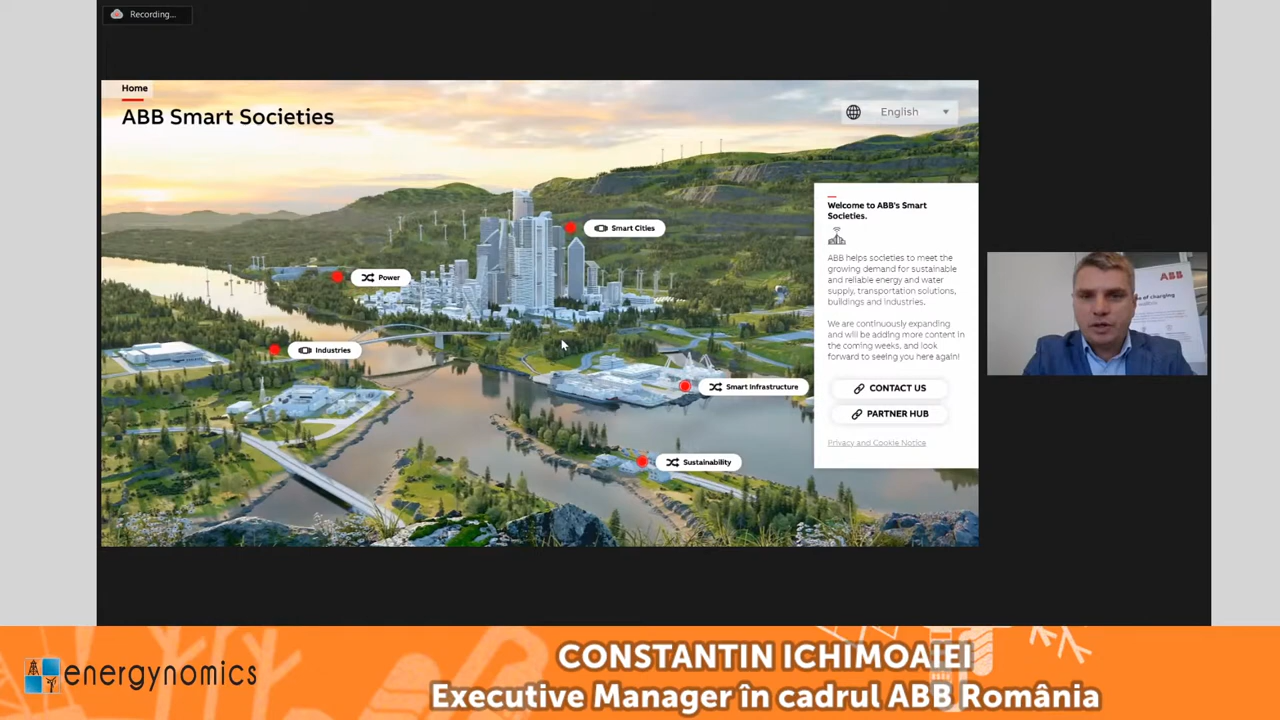 Recording...
Home
ABB Smart Societies
English
Smart Cities
Power
Industries
Smart Infrastructure
Sustainability
Welcome to ABB's Smart
Societies.
ABB helps societies to meet the
growing demand for sustainable
and reliable energy and water
supply, transportation solutions,
buildings and industries.
We are continuously expanding
and will be adding more content in
the coming weeks, and look
forward to seeing you here again!
CONTACT US
PARTNER HUB
Privacy and Cookie Notice
ABB
of charging
energynomics
CONSTANTIN ICHIMOAIEI
Executive Manager în cadrul ABB România